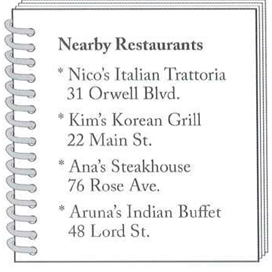 Nearby Restaurants
* Nico's Italian Trattoria
31 Orwell Blvd.
* Kim's Korean Grill
22 Main St.
* Ana's Steakhouse
76 Rose Ave.
* Aruna's Indian Buffet
48 Lord St.